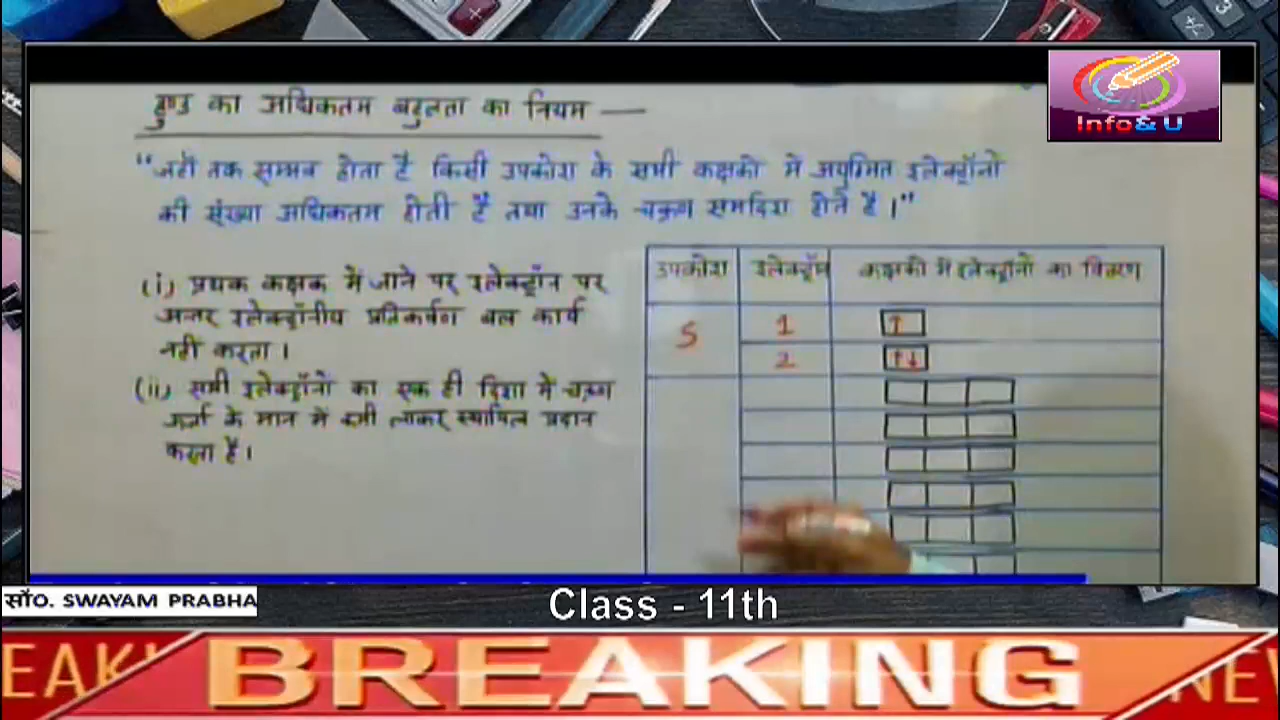 Info & U
हुण्ड का अधिकतम बहुलता का नियम —
"जहाँ तक सम्भव होता है किसी उपकोश के सभी कक्षकों में अयुग्मित इलेक्ट्रॉनों
की संख्या अधिकतम होती है तथा उनके चक्रण समदिश होते है।"
(i) प्रथक कक्षक में जाने पर इलेक्ट्रॉन पर
अन्तर इलेक्ट्रॉनीय प्रतिकर्षण बल कार्य
नहीं करता।
(ii) सभी इलेक्ट्रॉनों का एक ही दिशा में चक्रण
ऊर्जा के मान में कमी लाकर स्थायित्व प्रदान
करता है।
उपकोश इलेक्ट्रॉन कक्षकों में इलेक्ट्रॉनों का वितरण
S 1 ↑
2 ↑↓
सॉO. SWAYAM PRABHA
Class - 11th
EAK BREAKING NEW